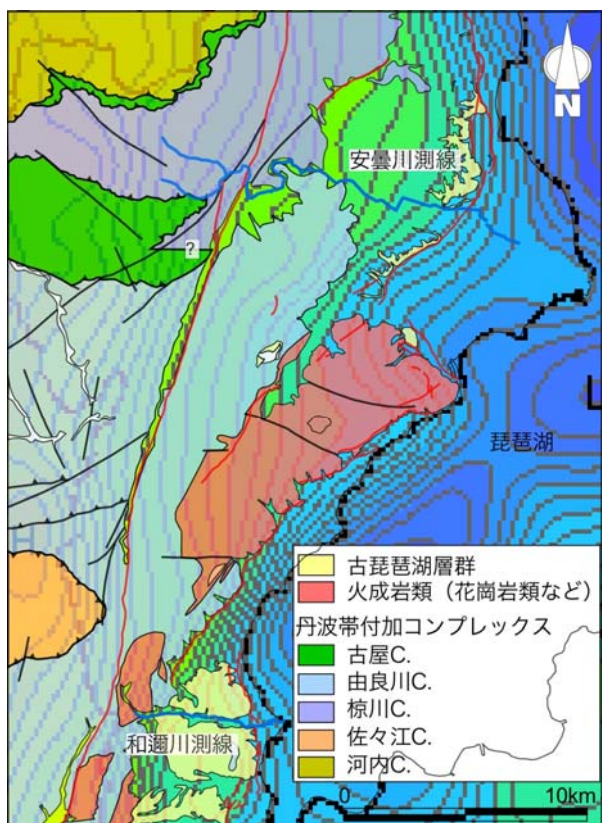 N
安曇川測線
?
L
琵琶湖
古琵琶湖層群
火成岩類（花崗岩類など）
丹波帯付加コンプレックス
古屋C.
由良川C.
椋川C.
佐々江C.
河内C.
和邇川測線
0 10km